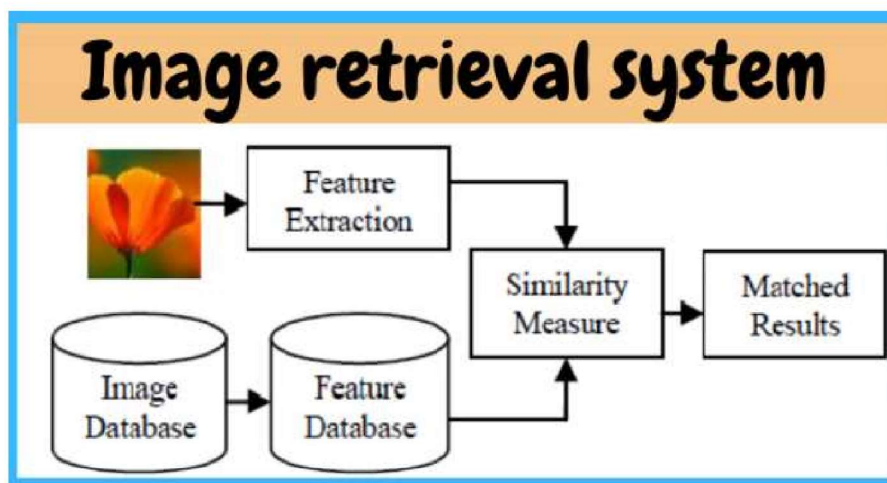 Image retrieval system
Feature
Extraction
Similarity
Measure
Matched
Results
Image
Database
Feature
Database